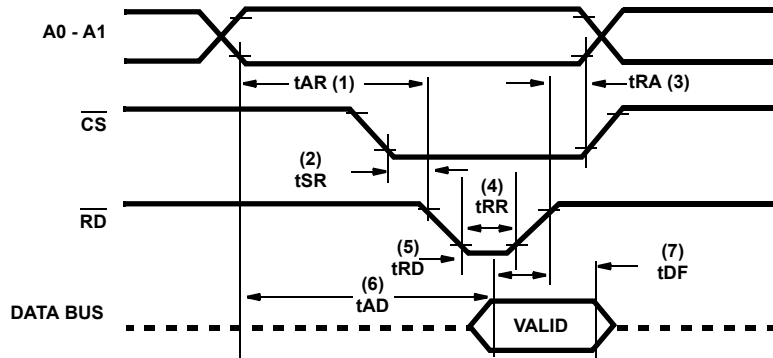 A0 - A1
tAR (1)
tRA (3)
CS
(2)
tSR
(4)
tRR
RD
(5)
tRD
(7)
tDF
(6)
tAD
DATA BUS
VALID